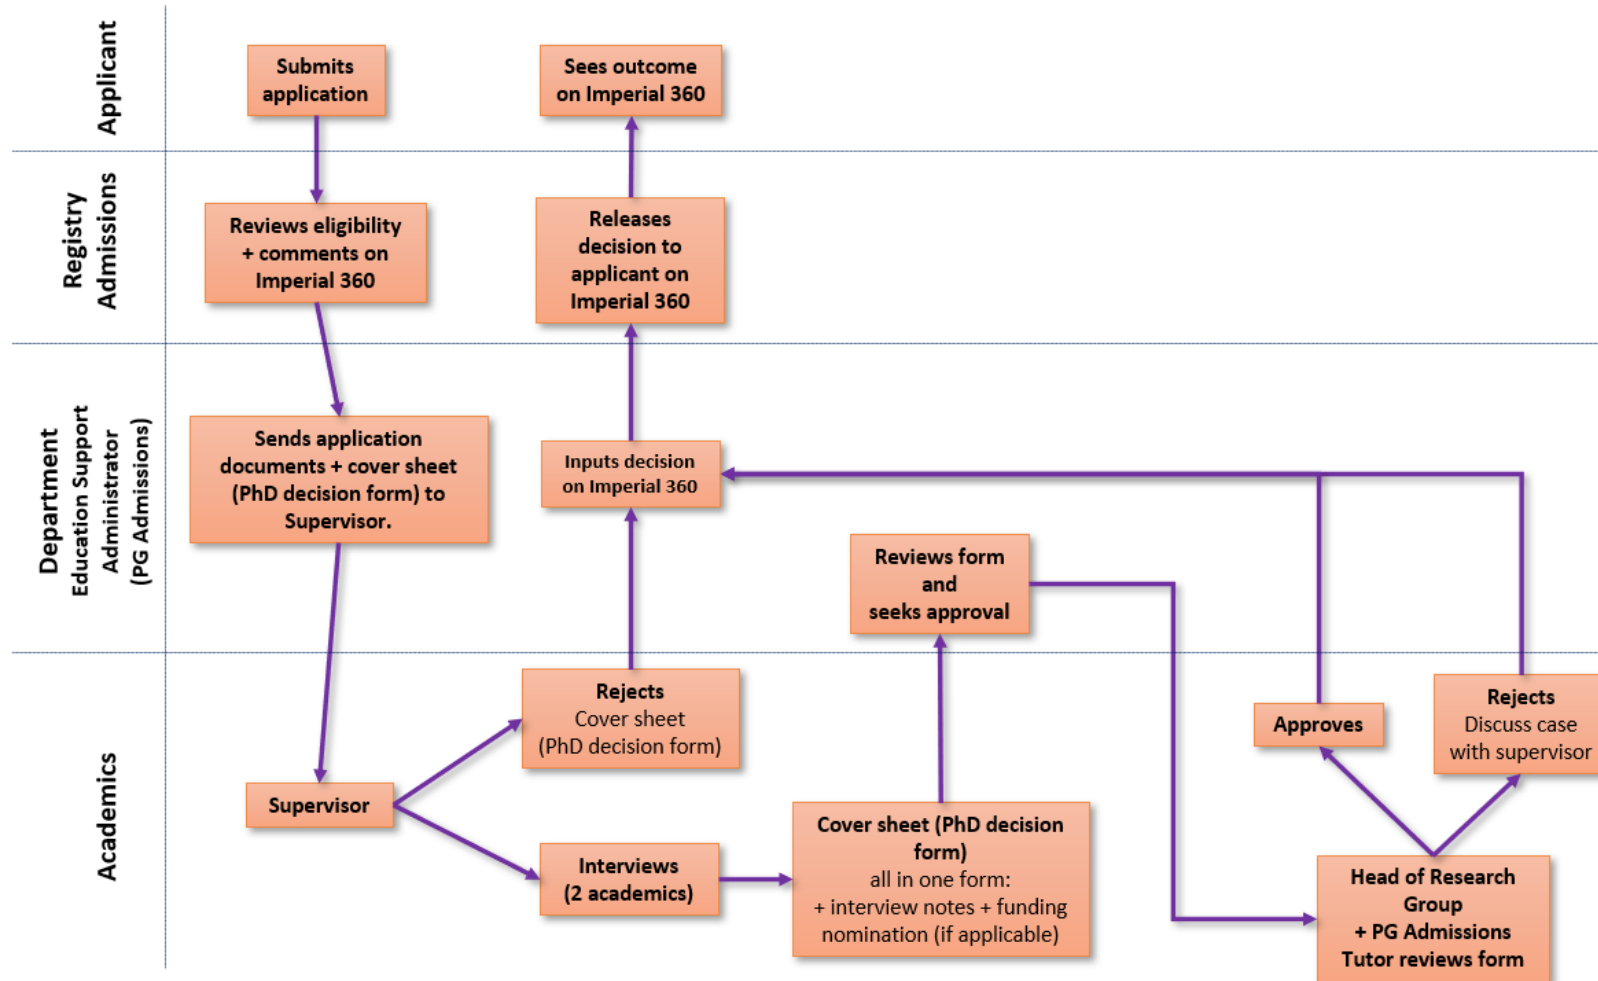 Applicant
Submits
application
Sees outcome
on Imperial 360
Registry
Admissions
Reviews eligibility
+ comments on
Imperial 360
Releases
decision to
applicant on
Imperial 360
Department
Education Support
Administrator
(PG Admissions)
Sends application
documents + cover sheet
(PhD decision form) to
Supervisor.
Inputs decision
on Imperial 360
Reviews form
and
seeks approval
Academics
Supervisor
Rejects
Cover sheet
(PhD decision form)
Interviews
(2 academics)
Cover sheet (PhD decision
form)
all in one form:
+ interview notes + funding
nomination (if applicable)
Approves
Rejects
Discuss case
with supervisor
Head of Research
Group
+ PG Admissions
Tutor reviews form